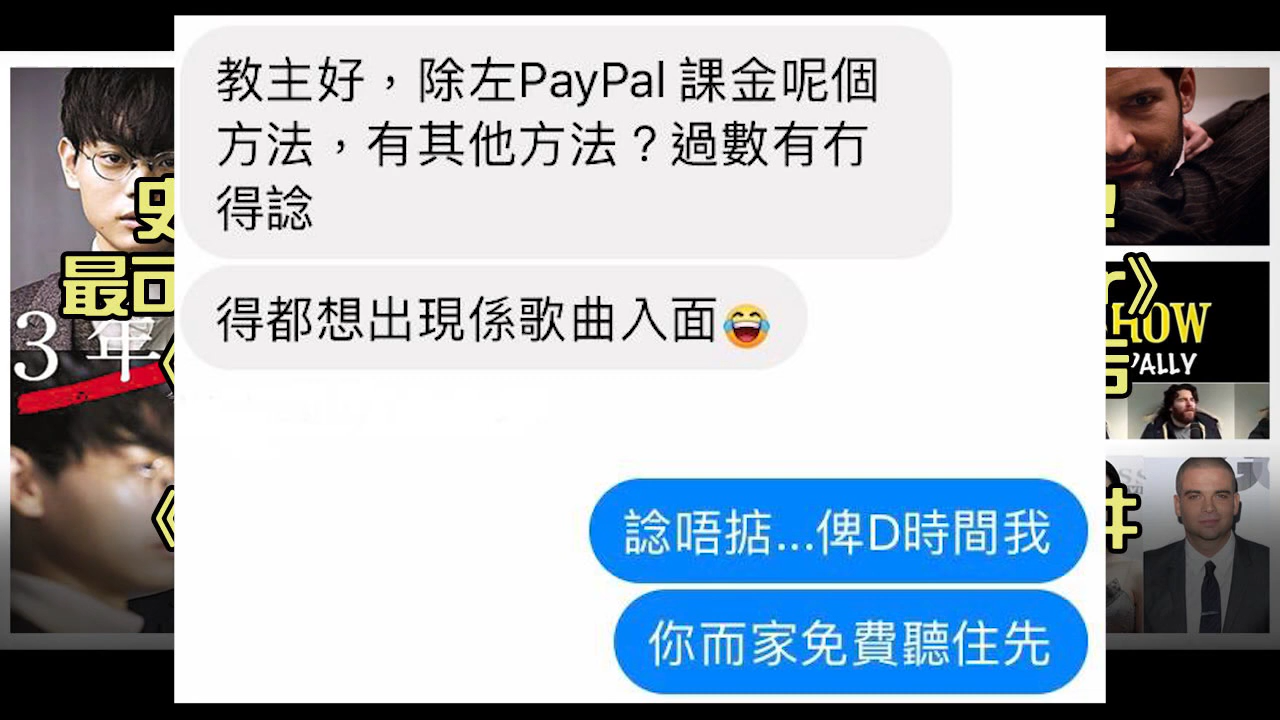 教主好，除左PayPal 課金呢個
方法，有其他方法？過數有冇
得諗
得都想出現係歌曲入面😂
諗唔掂...俾D時間我
你而家免費聽住先
最
3年
SHOW
'ALLY